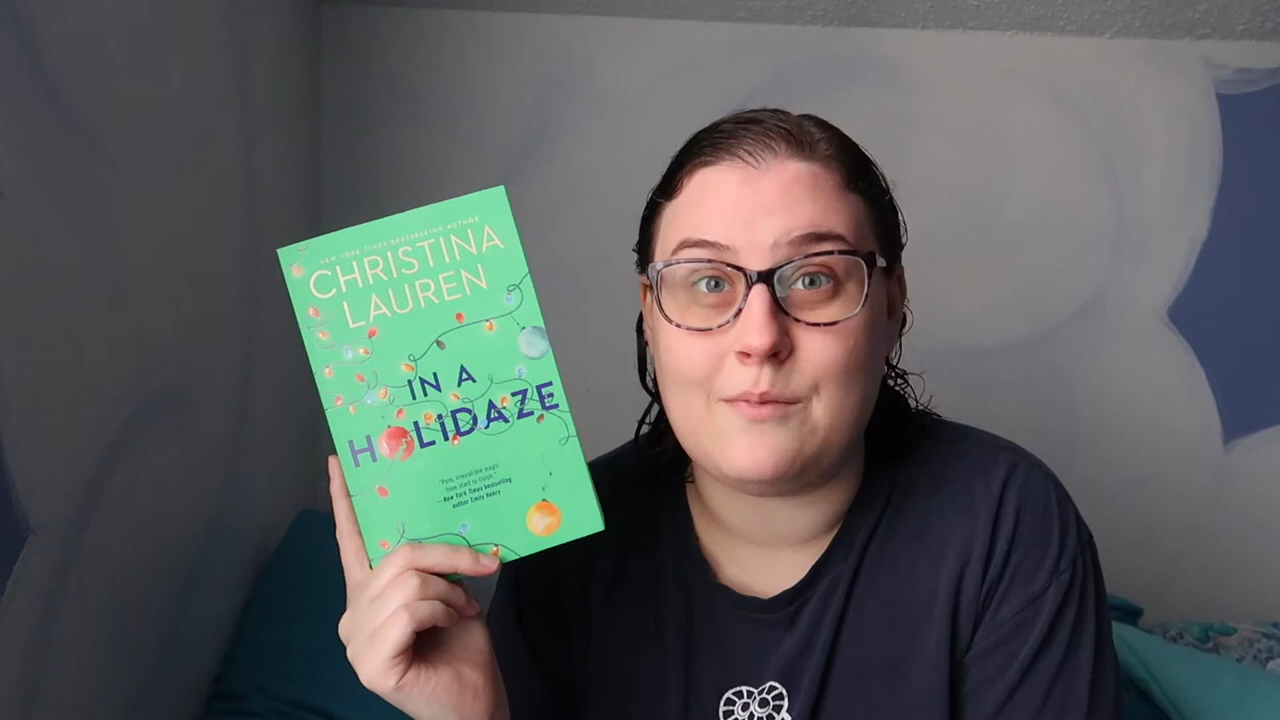 NEW YORK TIMES BESTSELLING AUTHOR
CHRISTINA
LAUREN
IN A
HOLiDAZE
"Pure, irresistible magic
from start to finish."
—New York Times bestselling
author Emily Henry